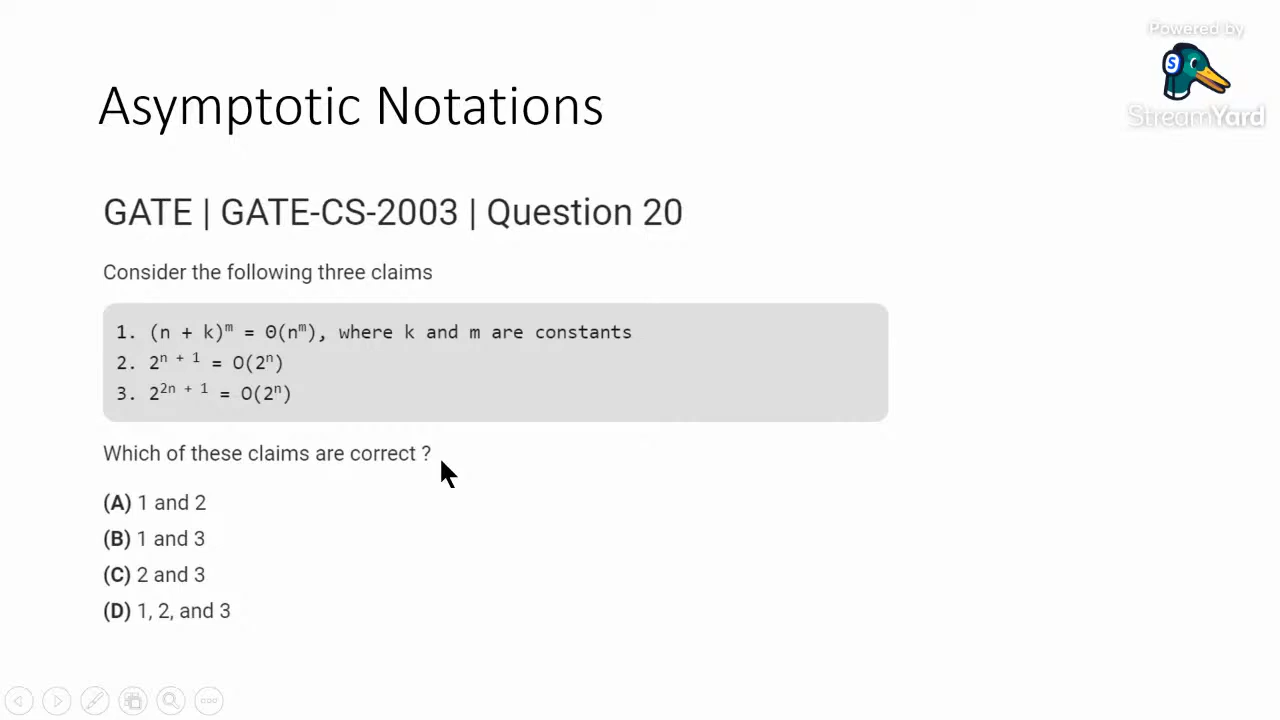 Powered by
S
StreamYard
Asymptotic Notations
GATE | GATE-CS-2003 | Question 20
Consider the following three claims
1. (n + k)ᵐ = Θ(nᵐ), where k and m are constants
2. 2ⁿ ⁺ ¹ = O(2ⁿ)
3. 2²ⁿ ⁺ ¹ = O(2ⁿ)
Which of these claims are correct ?
(A) 1 and 2
(B) 1 and 3
(C) 2 and 3
(D) 1, 2, and 3